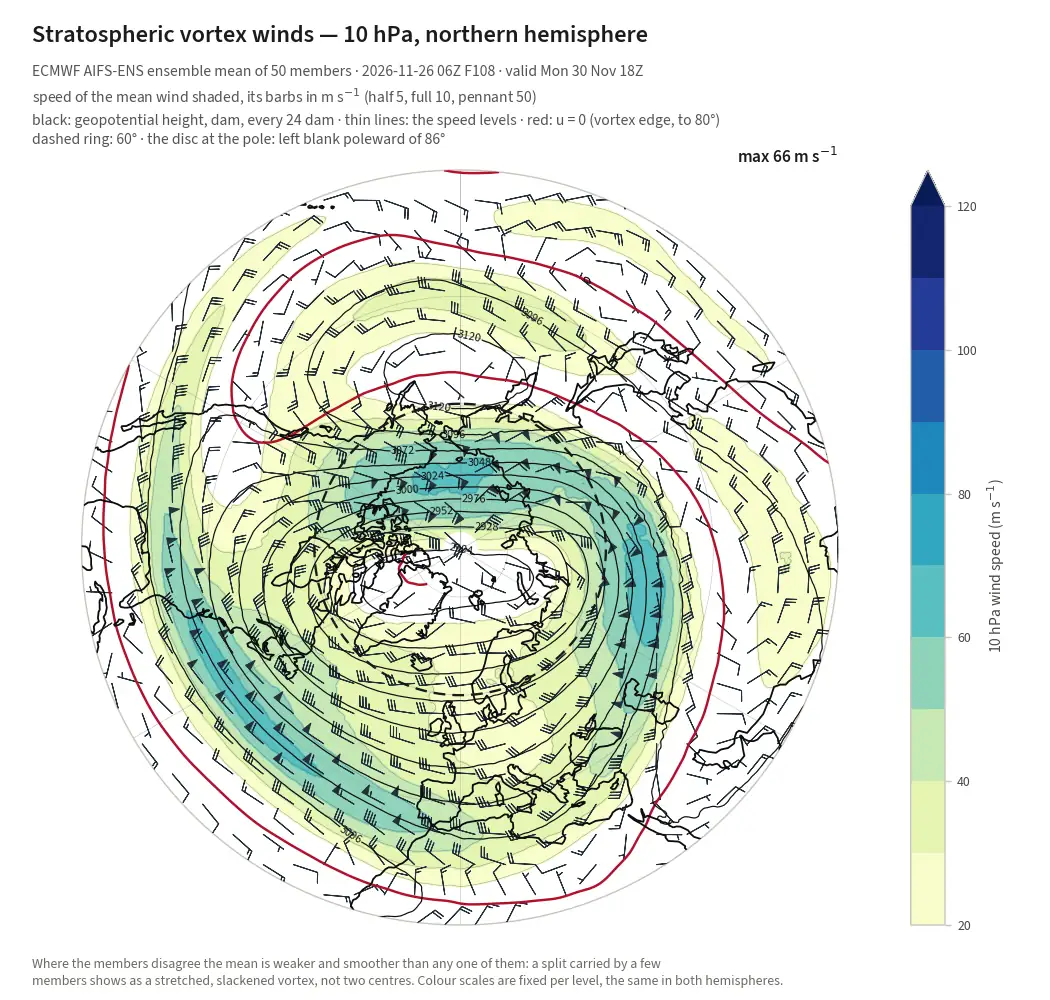 Stratospheric vortex winds — 10 hPa, northern hemisphere
ECMWF AIFS-ENS ensemble mean of 50 members · 2026-11-26 06Z F108 · valid Mon 30 Nov 18Z
speed of the mean wind shaded, its barbs in m s⁻¹ (half 5, full 10, pennant 50)
black: geopotential height, dam, every 24 dam · thin lines: the speed levels · red: u = 0 (vortex edge, to 80°)
dashed ring: 60° · the disc at the pole: left blank poleward of 86°
max 66 m s⁻¹
120
100
80
60
40
20
10 hPa wind speed (m s⁻¹)
3096
3120
3120
3096
3072
3048
3024
3000
2976
2952
2928
3096
Where the members disagree the mean is weaker and smoother than any one of them: a split carried by a few
members shows as a stretched, slackened vortex, not two centres. Colour scales are fixed per level, the same in both hemispheres.